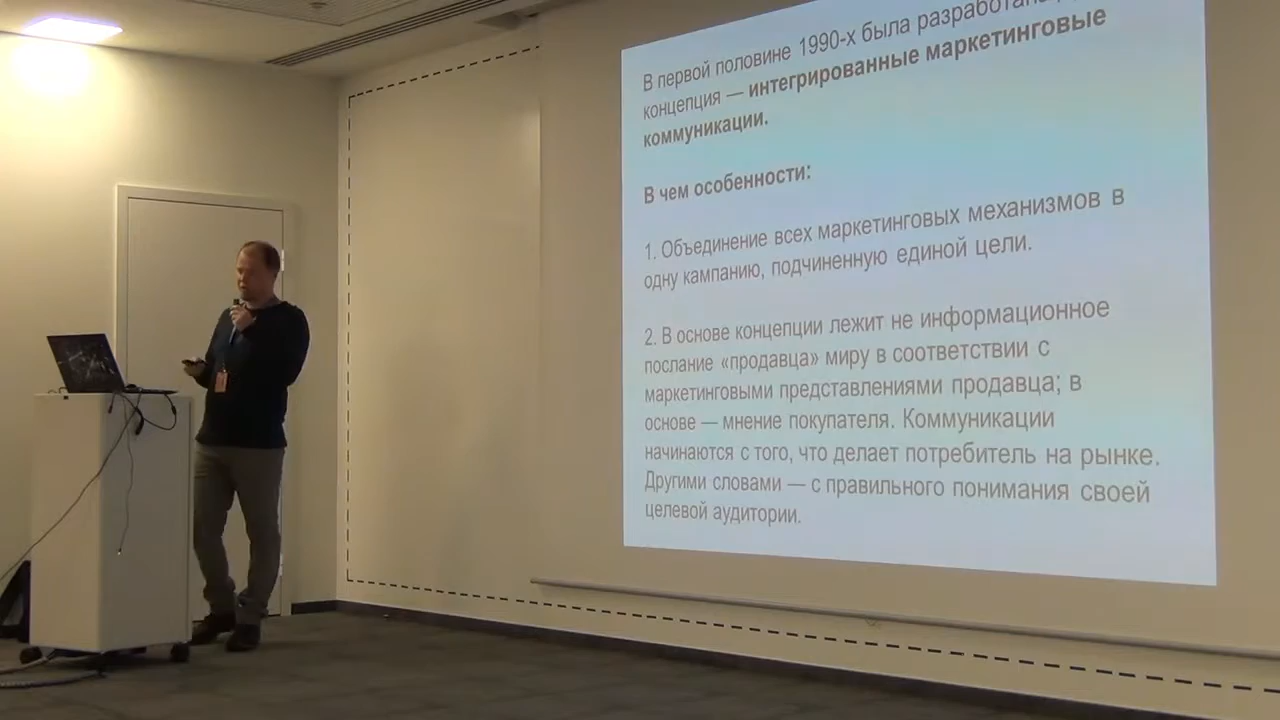 В первой половине 1990-х была разработана
концепция — интегрированные маркетинговые
коммуникации.
В чем особенности:
1. Объединение всех маркетинговых механизмов в
одну кампанию, подчиненную единой цели.
2. В основе концепции лежит не информационное
послание «продавца» миру в соответствии с
маркетинговыми представлениями продавца; в
основе — мнение покупателя. Коммуникации
начинаются с того, что делает потребитель на рынке.
Другими словами — с правильного понимания своей
целевой аудитории.